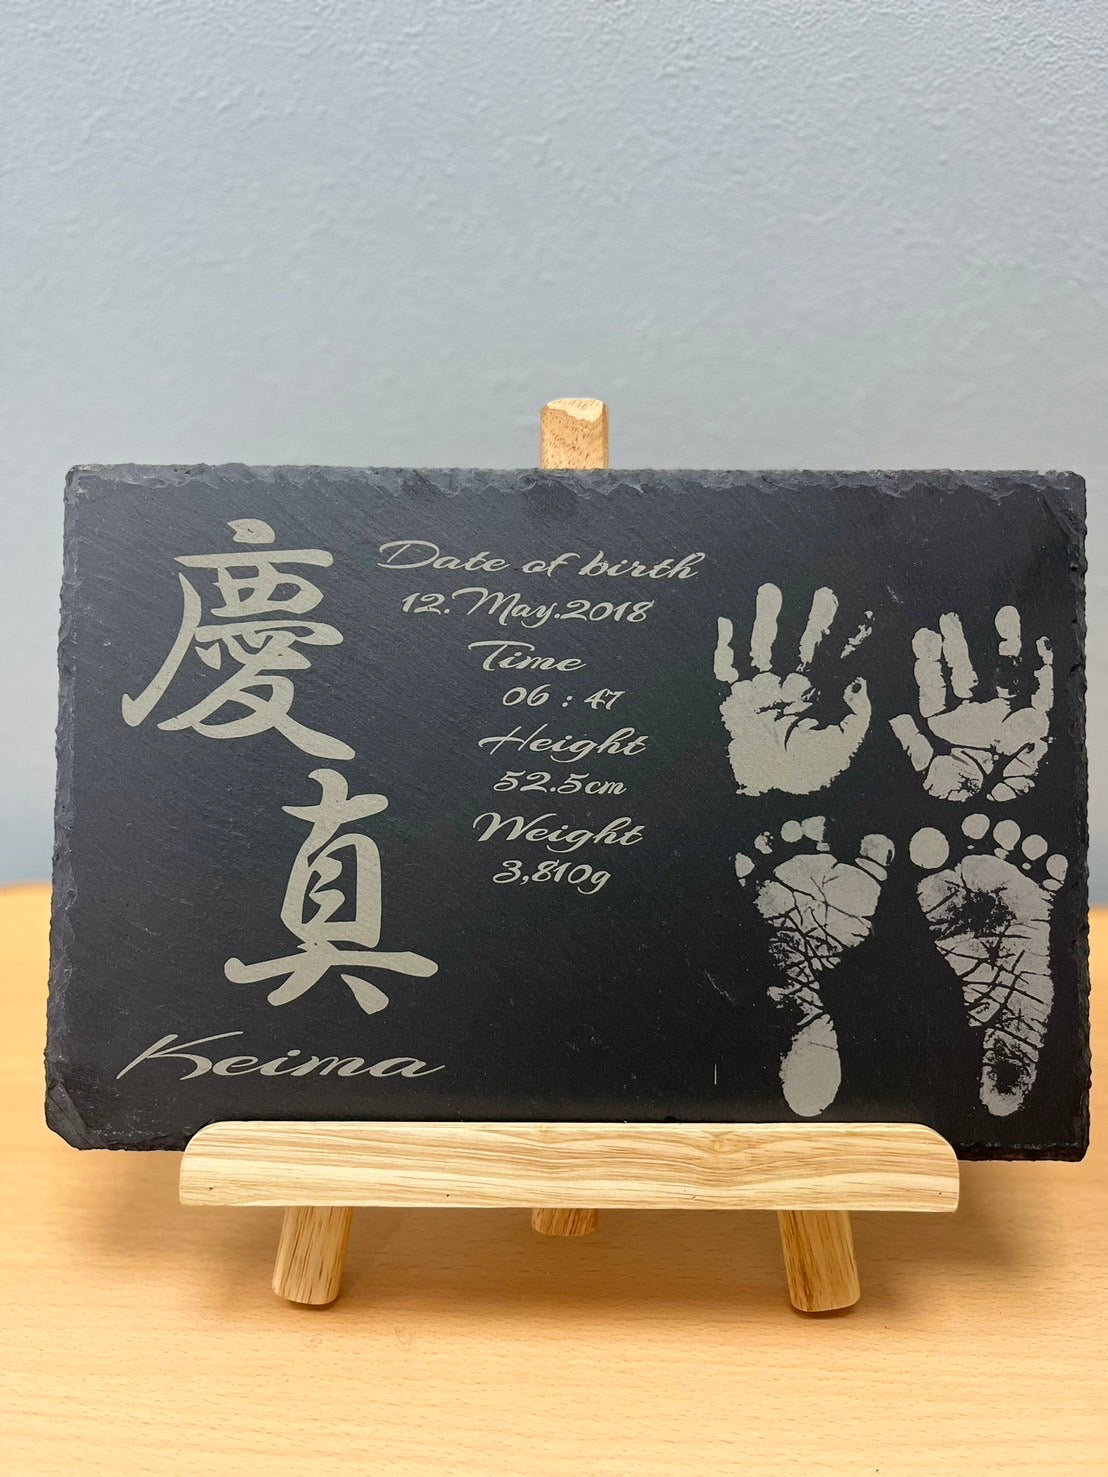 慶真
Keima
Date of birth
12.May.2018
Time
06 : 47
Height
52.5cm
Weight
3,810g